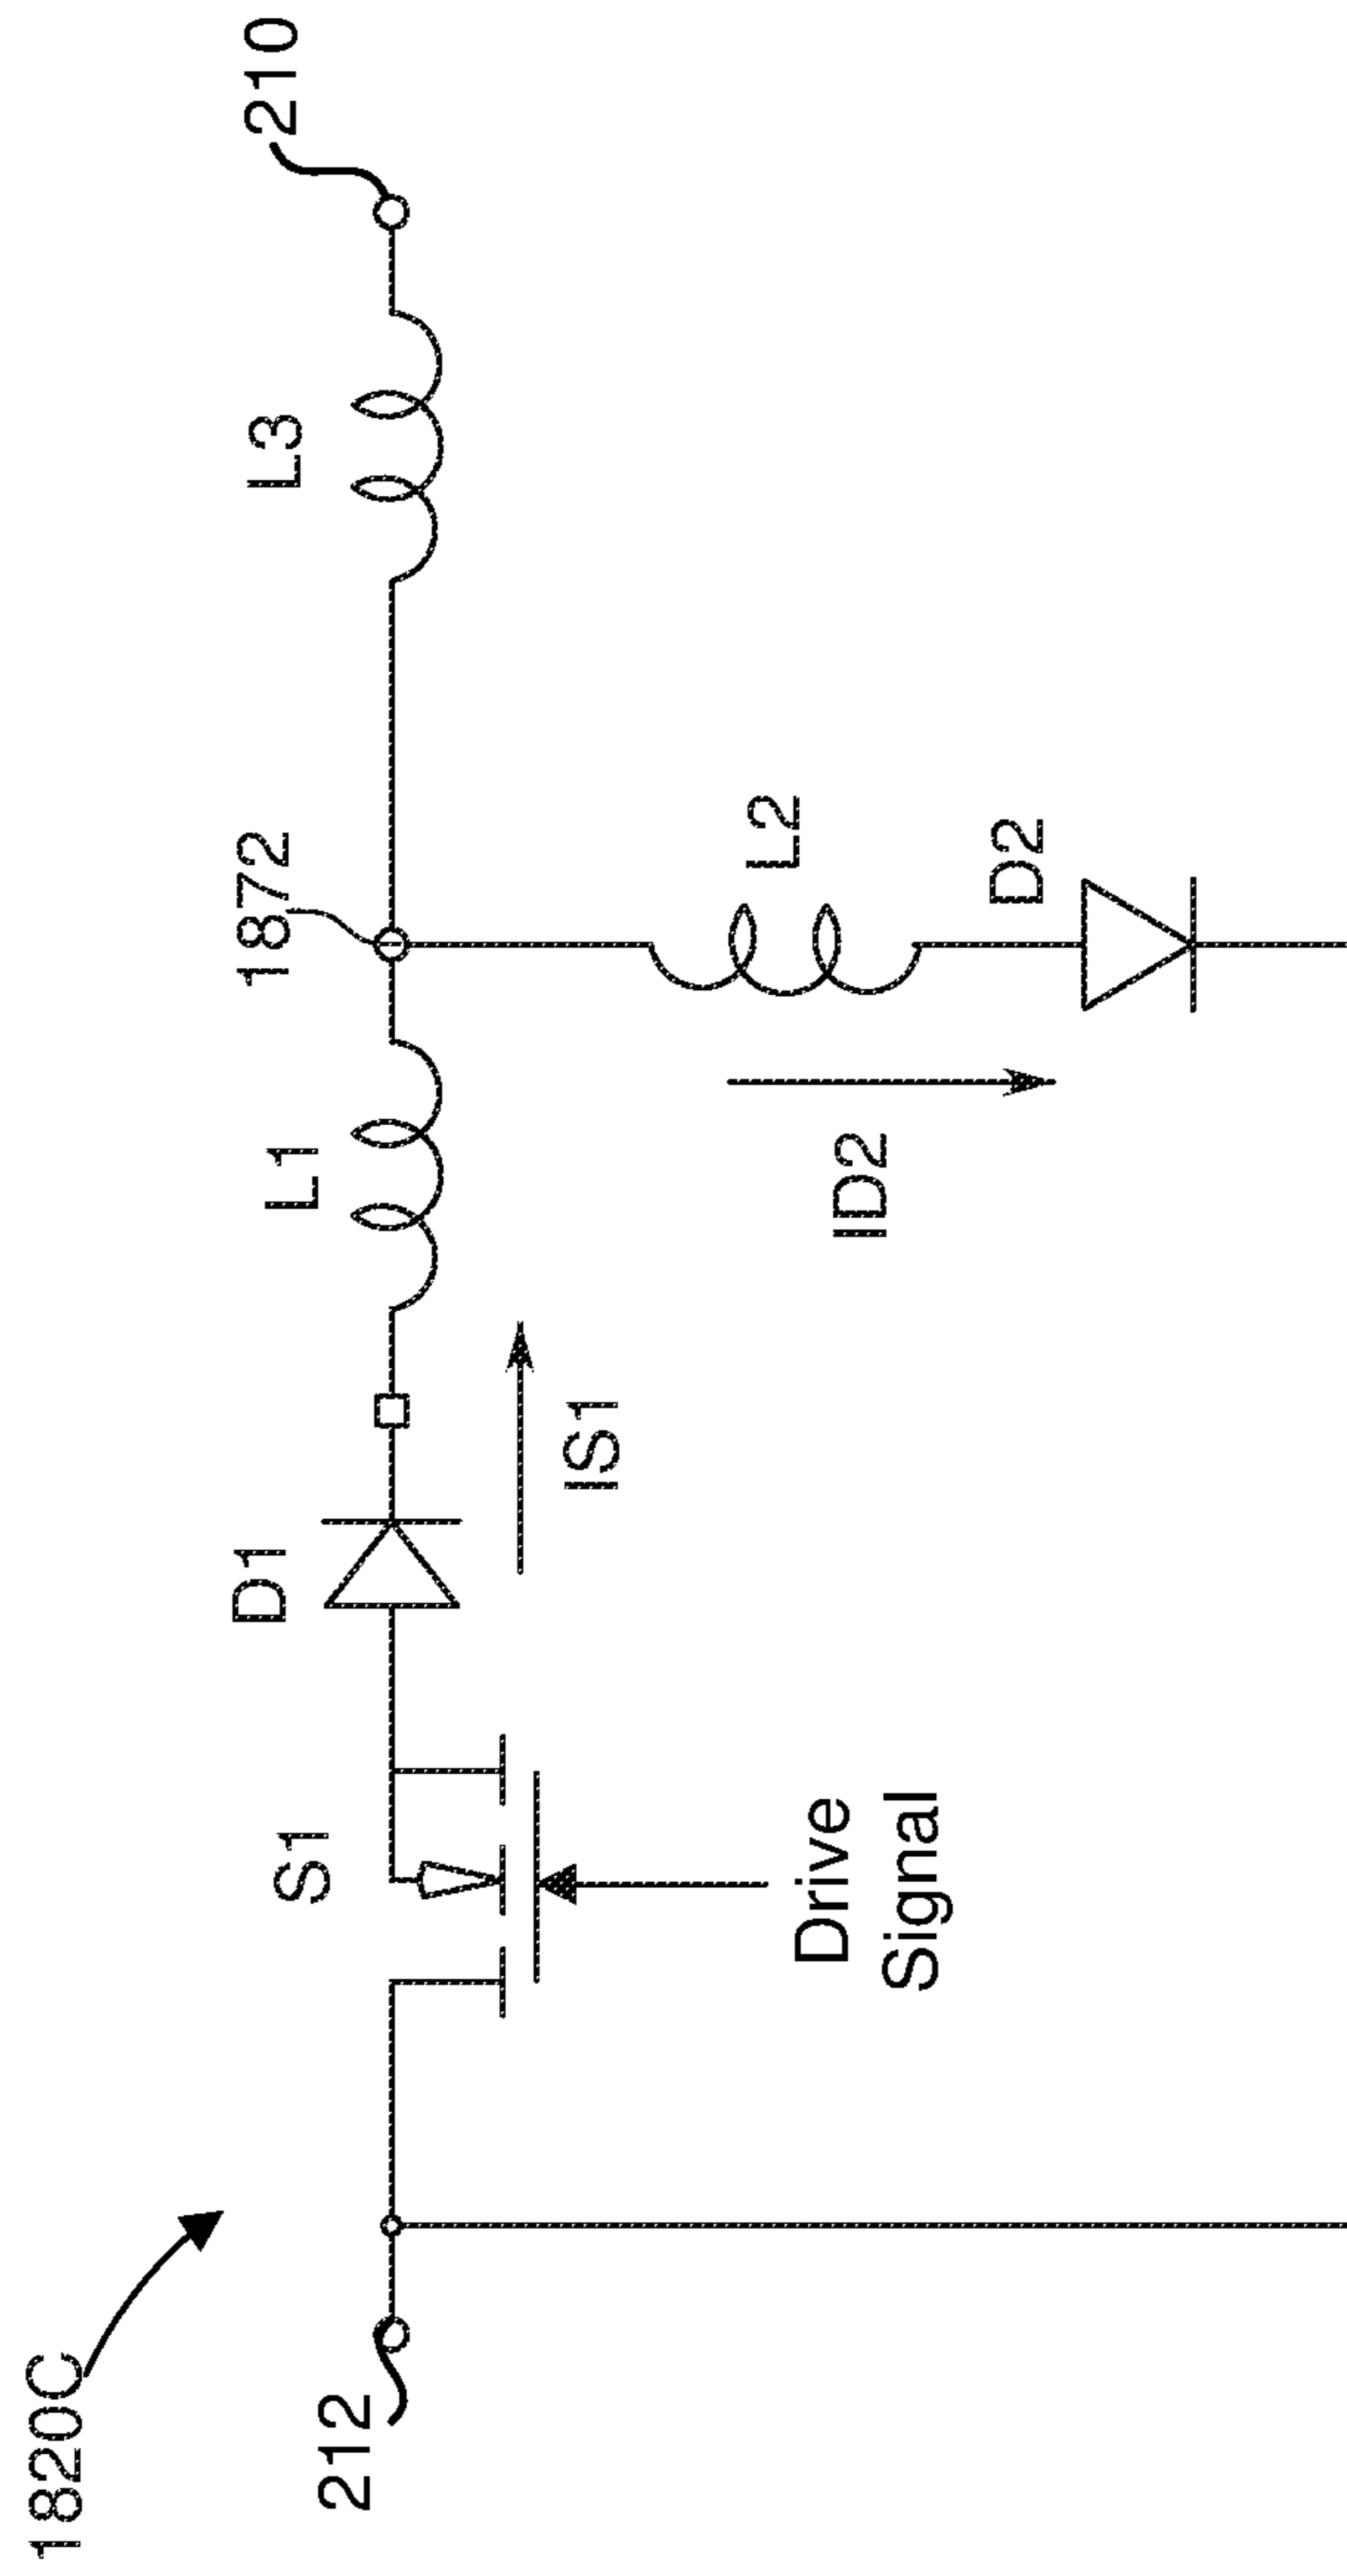 1820C
212
S1
D1
L1
1872
L3
210
IS1
ID2
L2
D2
Drive
Signal